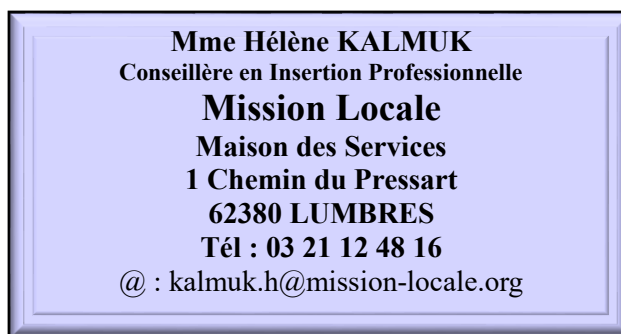 Mme Hélène KALMUK
Conseillère en Insertion Professionnelle
Mission Locale
Maison des Services
1 Chemin du Pressart
62380 LUMBRES
Tél : 03 21 12 48 16
@ : kalmuk.h@mission-locale.org